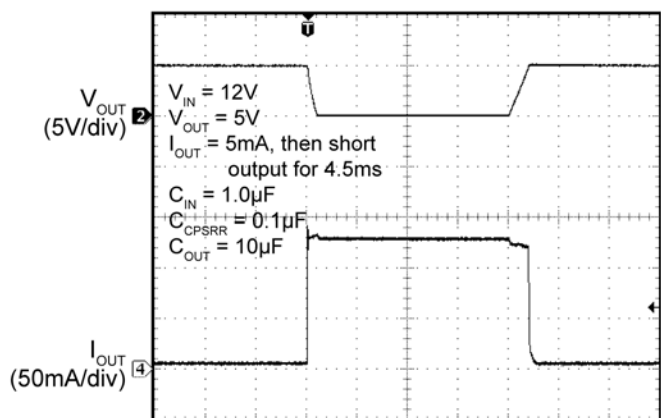 T
V_OUT
(5V/div)
2
V_IN = 12V
V_OUT = 5V
I_OUT = 5mA, then short
output for 4.5ms
C_IN = 1.0µF
C_CPSRR = 0.1µF
C_OUT = 10µF
I_OUT
(50mA/div)
4